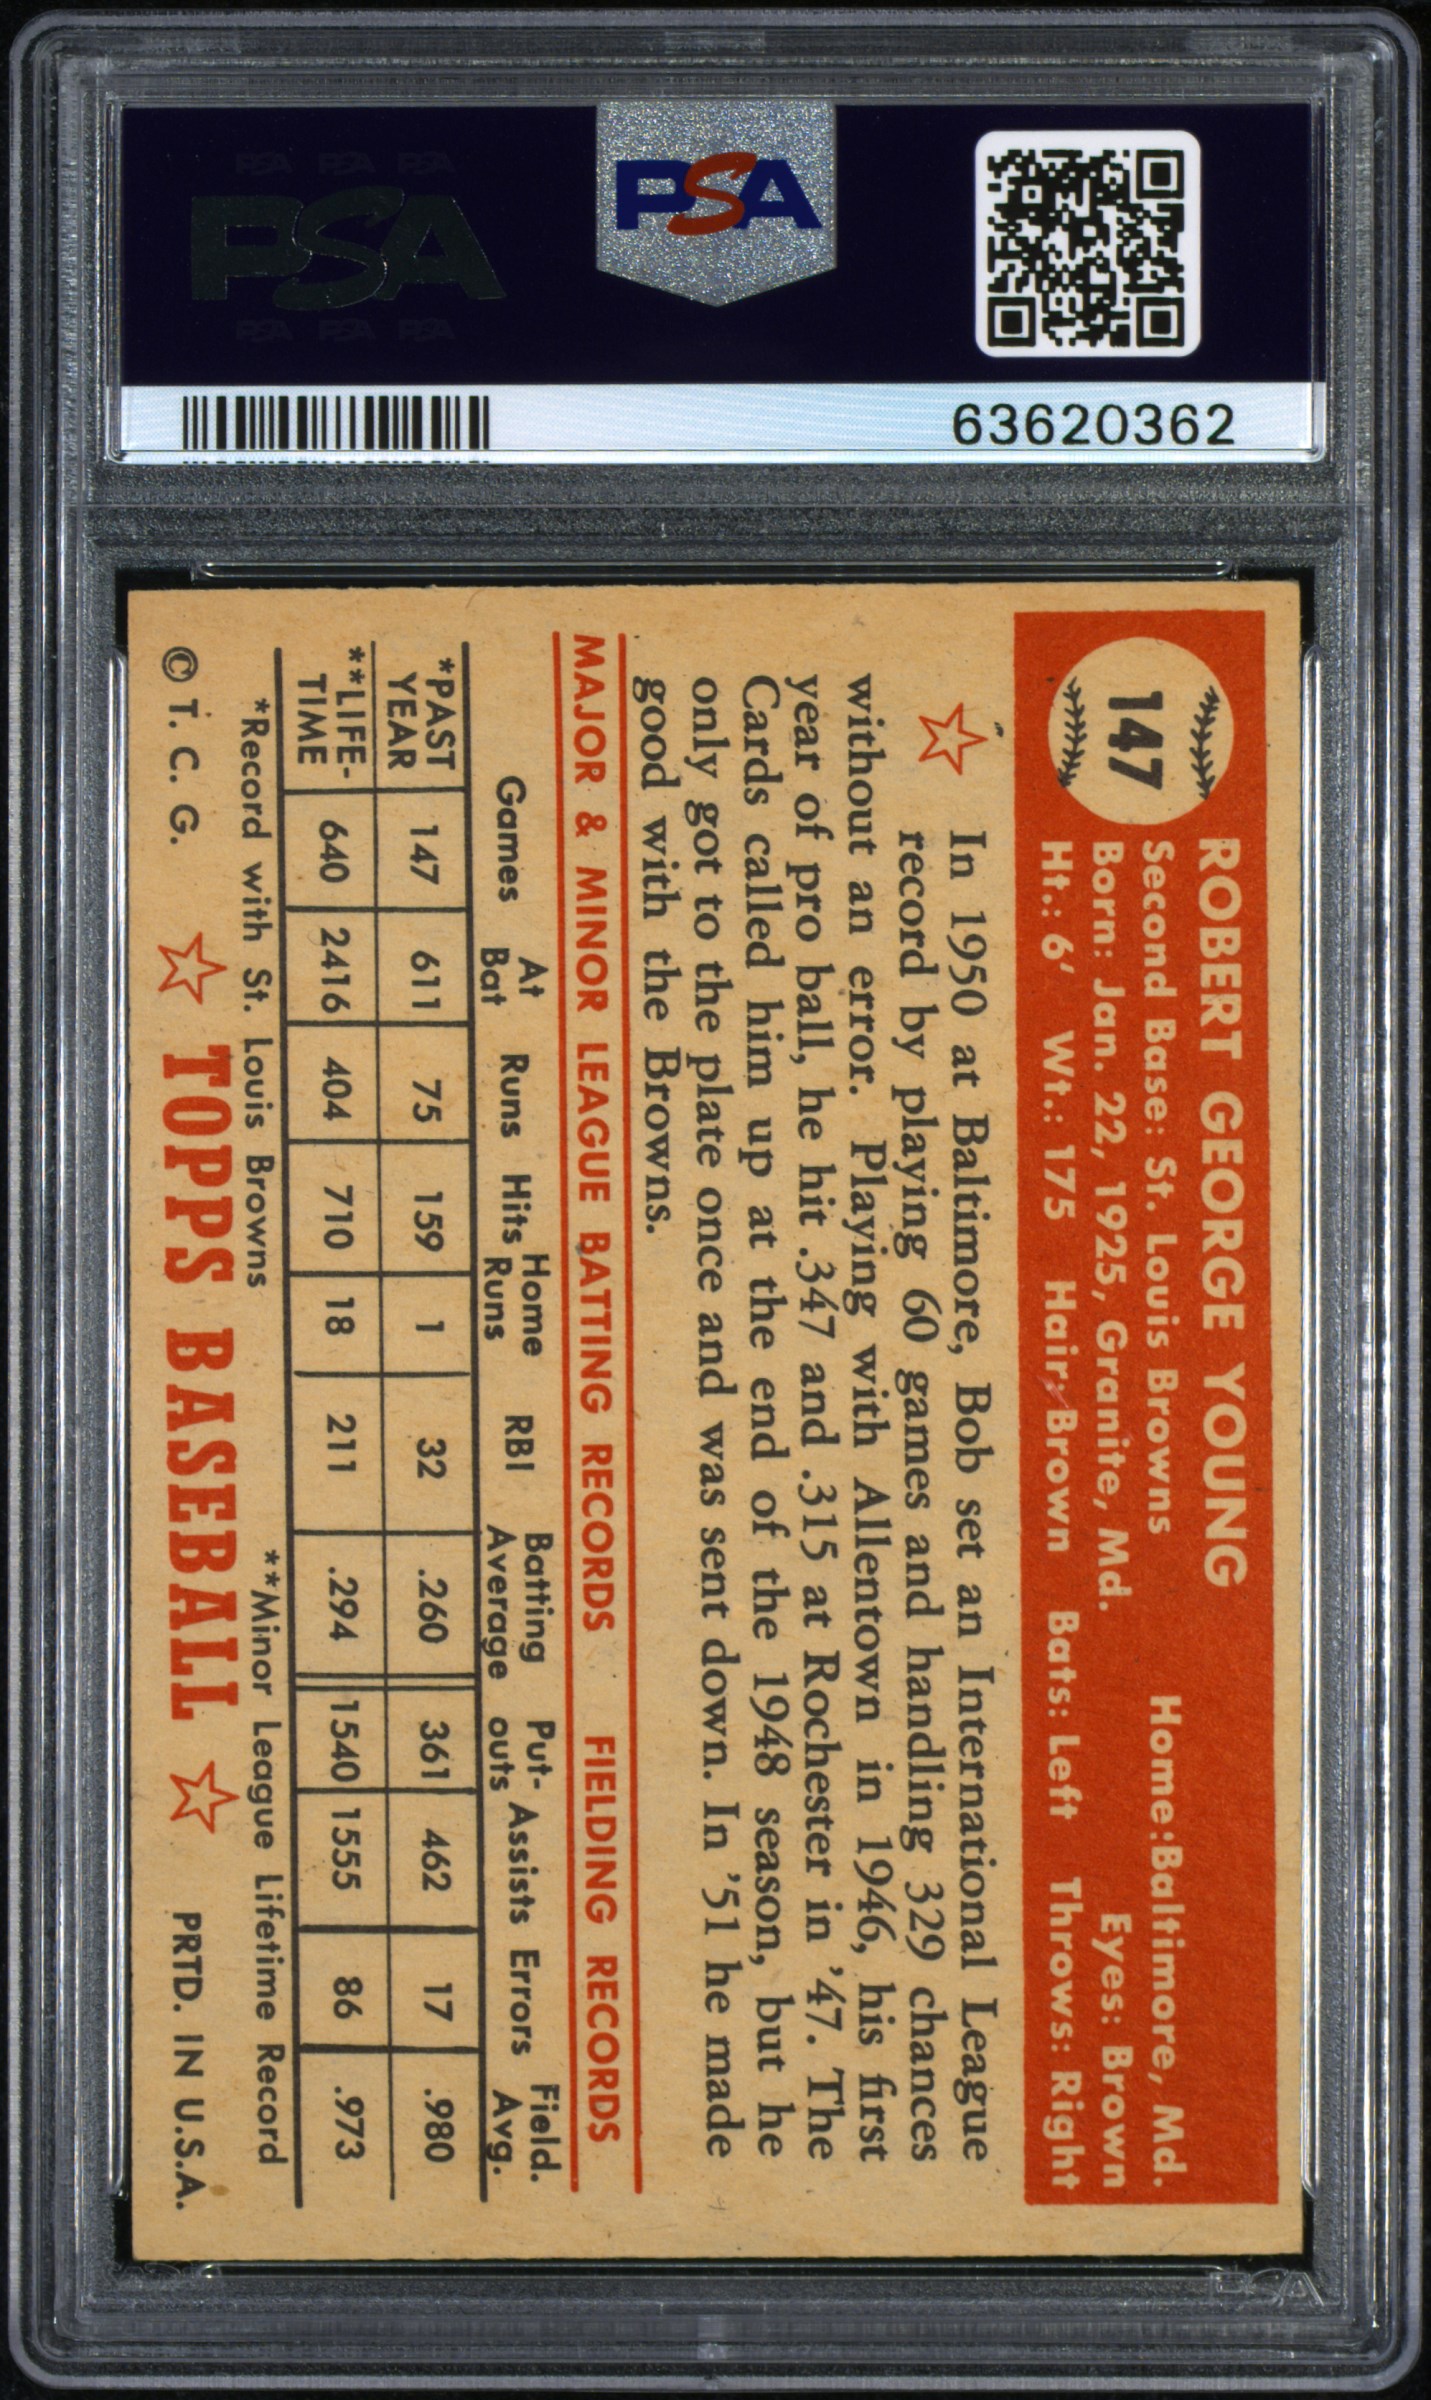 PSA
PSA PSA PSA
PSA
PSA PSA PSA
63620362
147
ROBERT GEORGE YOUNG
Second Base: St. Louis Browns Home:Baltimore, Md.
Born: Jan. 22, 1925, Granite, Md. Eyes: Brown
Ht.: 6' Wt.: 175 Hair: Brown Bats: Left Throws: Right
In 1950 at Baltimore, Bob set an International League
record by playing 60 games and handling 329 chances
without an error. Playing with Allentown in 1946, his first
year of pro ball, he hit .347 and .315 at Rochester in '47. The
Cards called him up at the end of the 1948 season, but he
only got to the plate once and was sent down. In '51 he made
good with the Browns.
MAJOR & MINOR LEAGUE BATTING RECORDS FIELDING RECORDS
Games At Bat Runs Hits Home Runs RBI Batting Average Put-outs Assists Errors Field. Avg.
*PAST YEAR 147 611 75 159 1 32 .260 361 462 17 .980
**LIFE-TIME 640 2416 404 710 18 211 .294 1540 1555 86 .973
*Record with St. Louis Browns **Minor League Lifetime Record
© T. C. G. TOPPS BASEBALL PRTD. IN U.S.A.
PSA